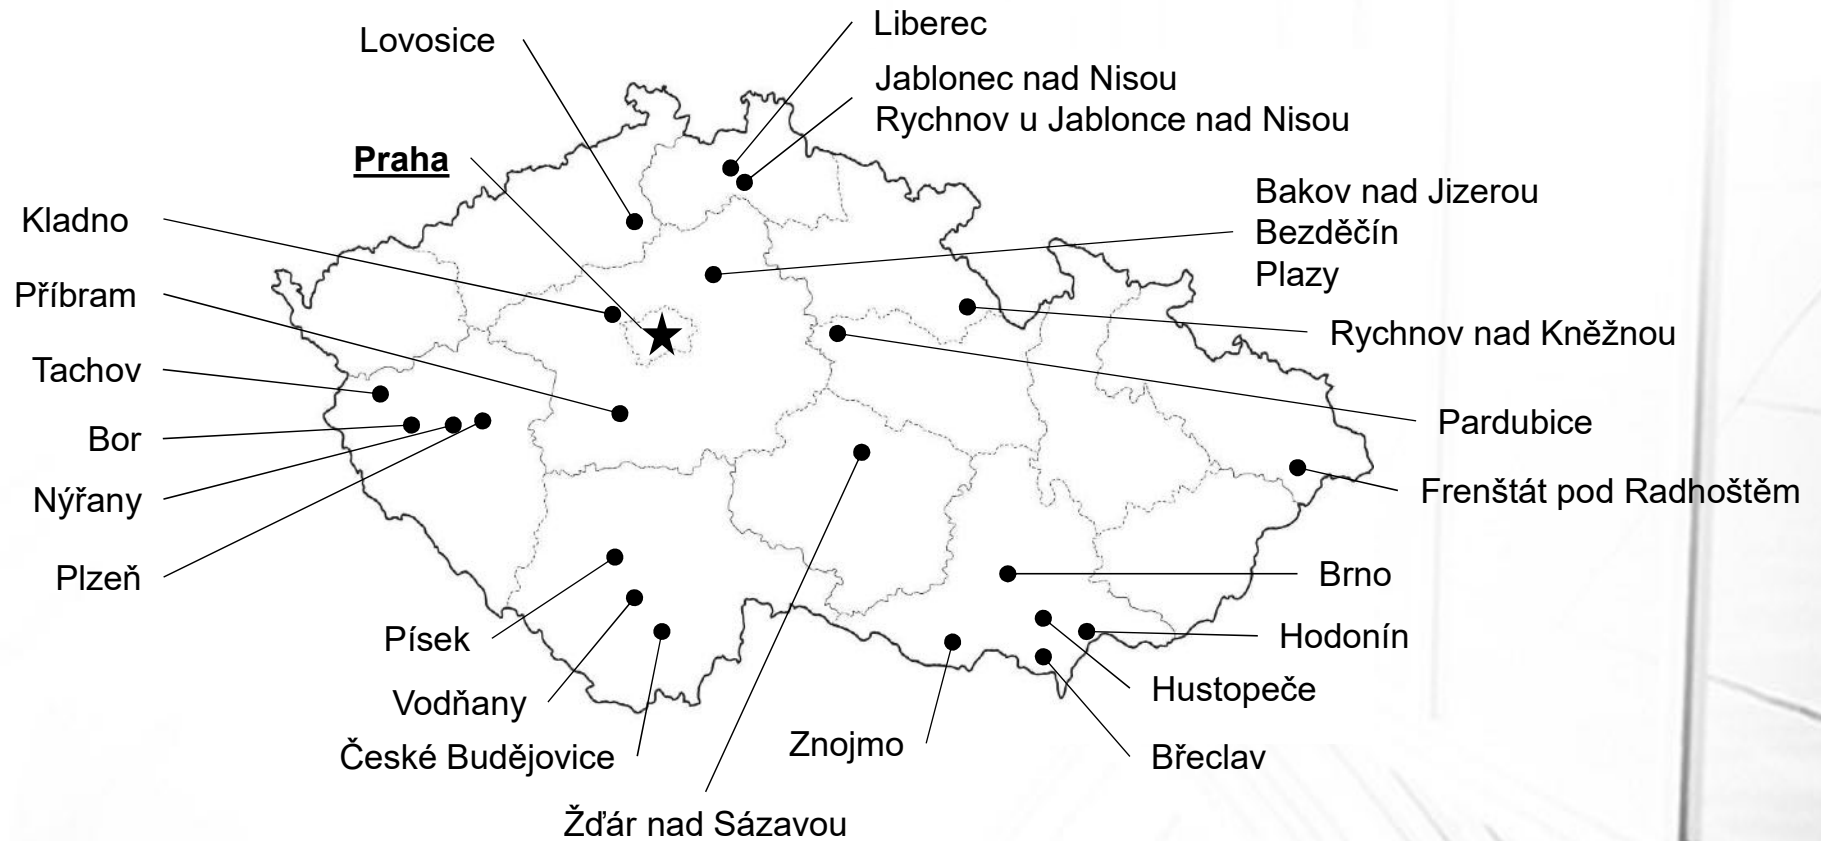 Liberec
Lovosice
Jablonec nad Nisou
Rychnov u Jablonce nad Nisou
Praha
Bakov nad Jizerou
Bezděčín
Plazy
Kladno
Příbram
Rychnov nad Kněžnou
Tachov
Pardubice
Bor
Nýřany
Frenštát pod Radhoštěm
Plzeň
Brno
Písek
Hodonín
Hustopeče
Vodňany
Znojmo
České Budějovice
Břeclav
Žďár nad Sázavou